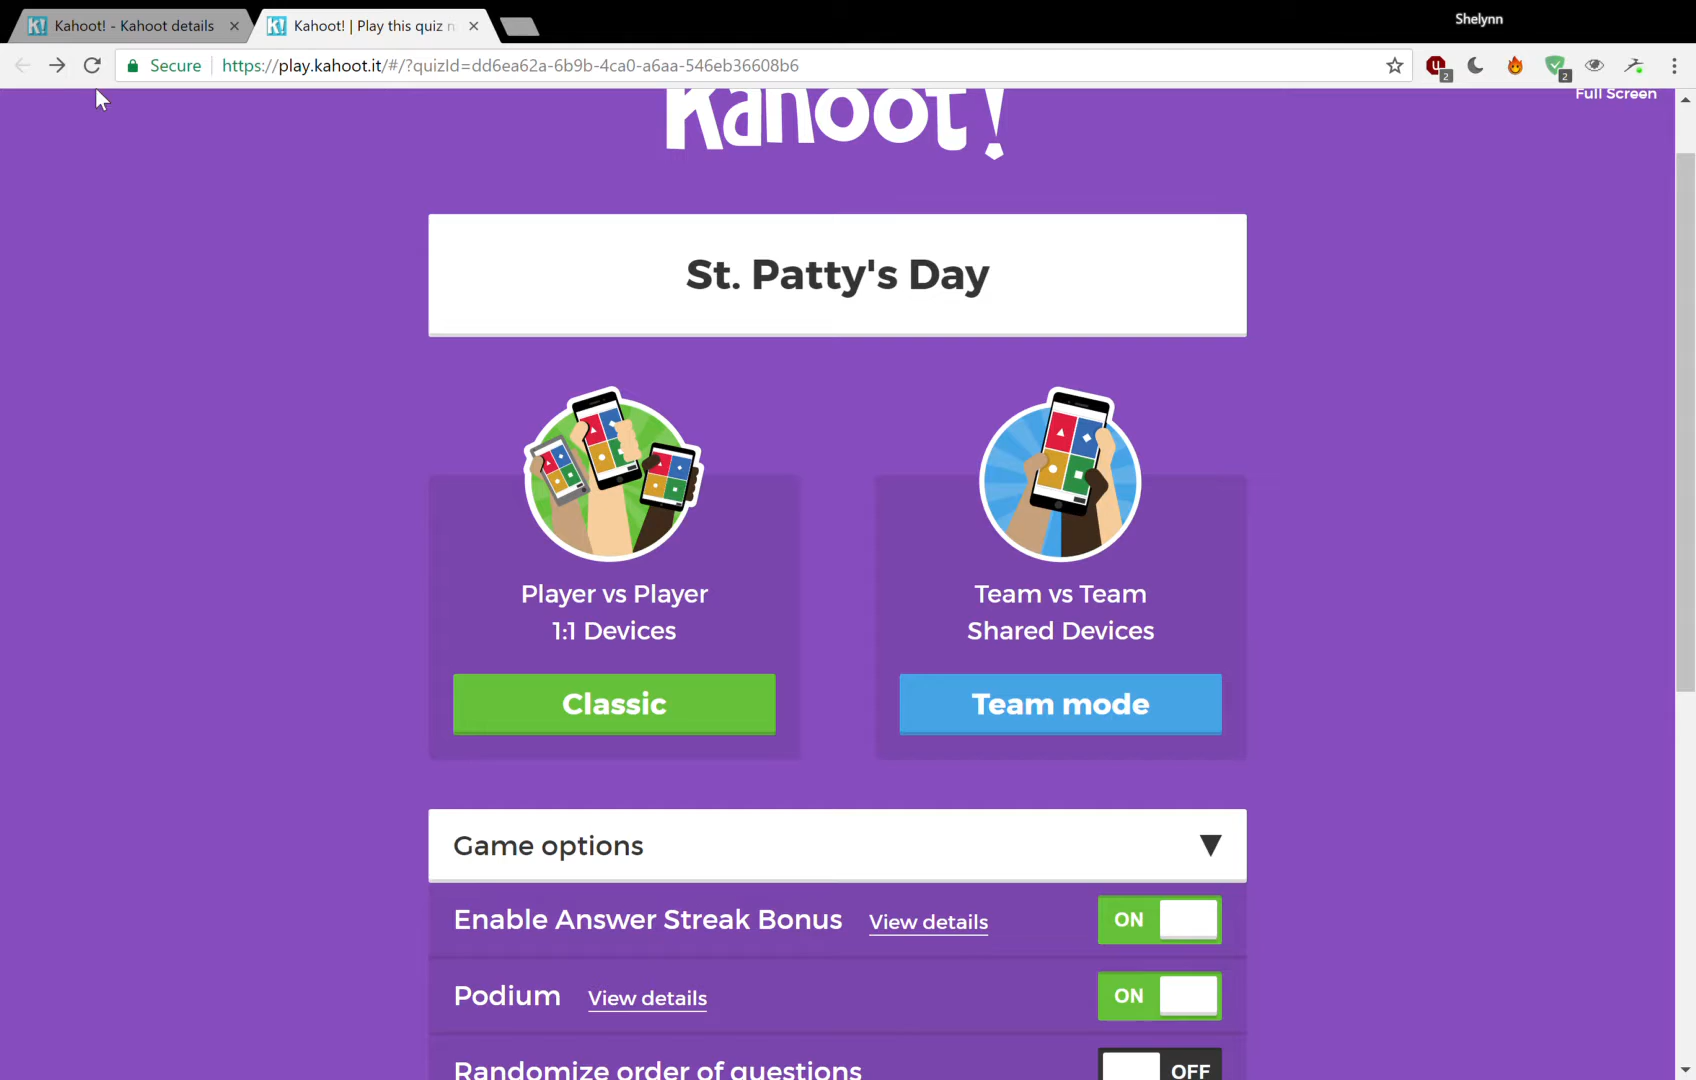 Shelynn
Kahoot! - Kahoot details
Kahoot! | Play this quiz n
Secure
https://play.kahoot.it/#/?quizId=dd6ea62a-6b9b-4ca0-a6aa-546eb36608b6
2
2
Full Screen
Kahoot!
St. Patty's Day
Player vs Player
1:1 Devices
Classic
Team vs Team
Shared Devices
Team mode
Game options
Enable Answer Streak Bonus View details ON
Podium View details ON
Randomize order of questions OFF